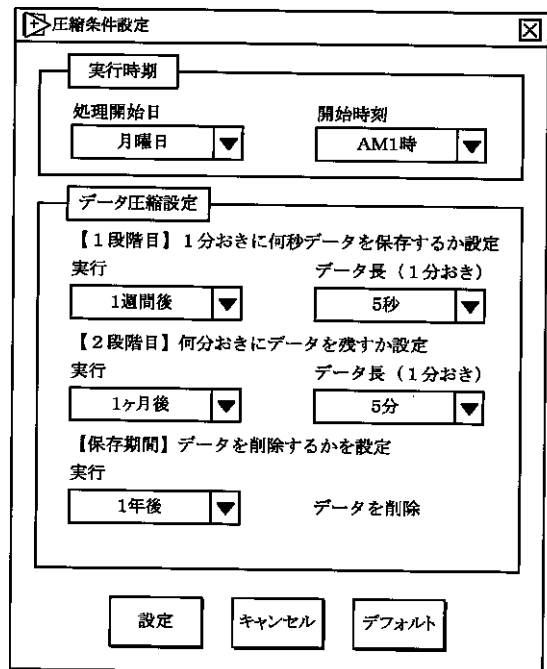 圧縮条件設定
実行時期
処理開始日 開始時刻
月曜日 AM1時
データ圧縮設定
【1段階目】1分おきに何秒データを保存するか設定
実行 データ長（1分おき）
1週間後 5秒
【2段階目】何分おきにデータを残すか設定
実行 データ長（1分おき）
1ヶ月後 5分
【保存期間】データを削除するかを設定
実行
1年後 データを削除
設定 キャンセル デフォルト